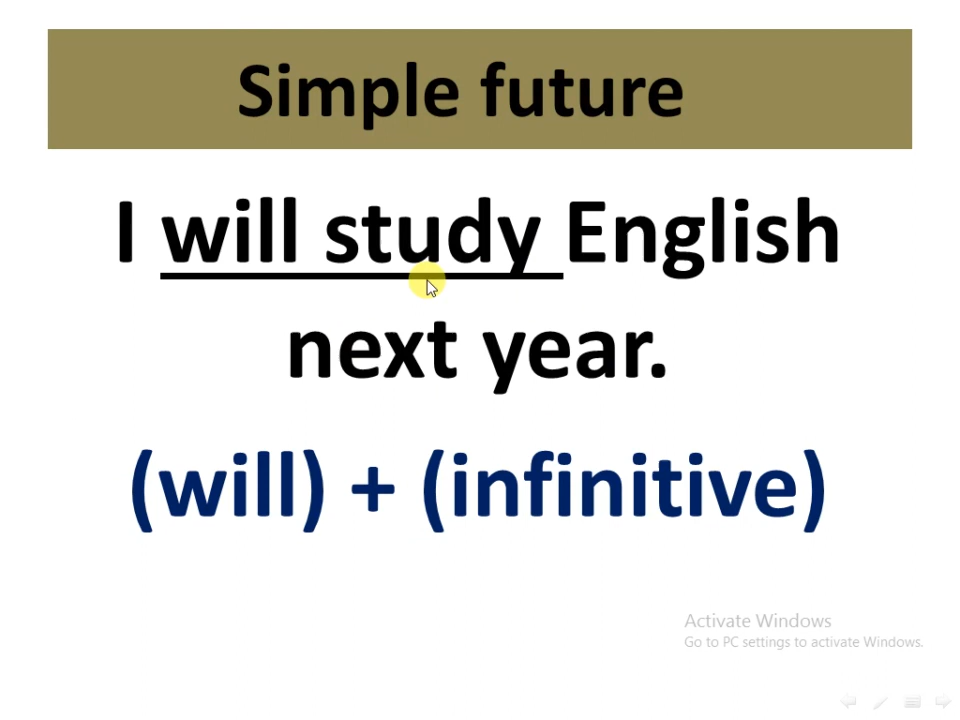 Simple future
I will study English
next year.
(will) + (infinitive)
Activate Windows
Go to PC settings to activate Windows.